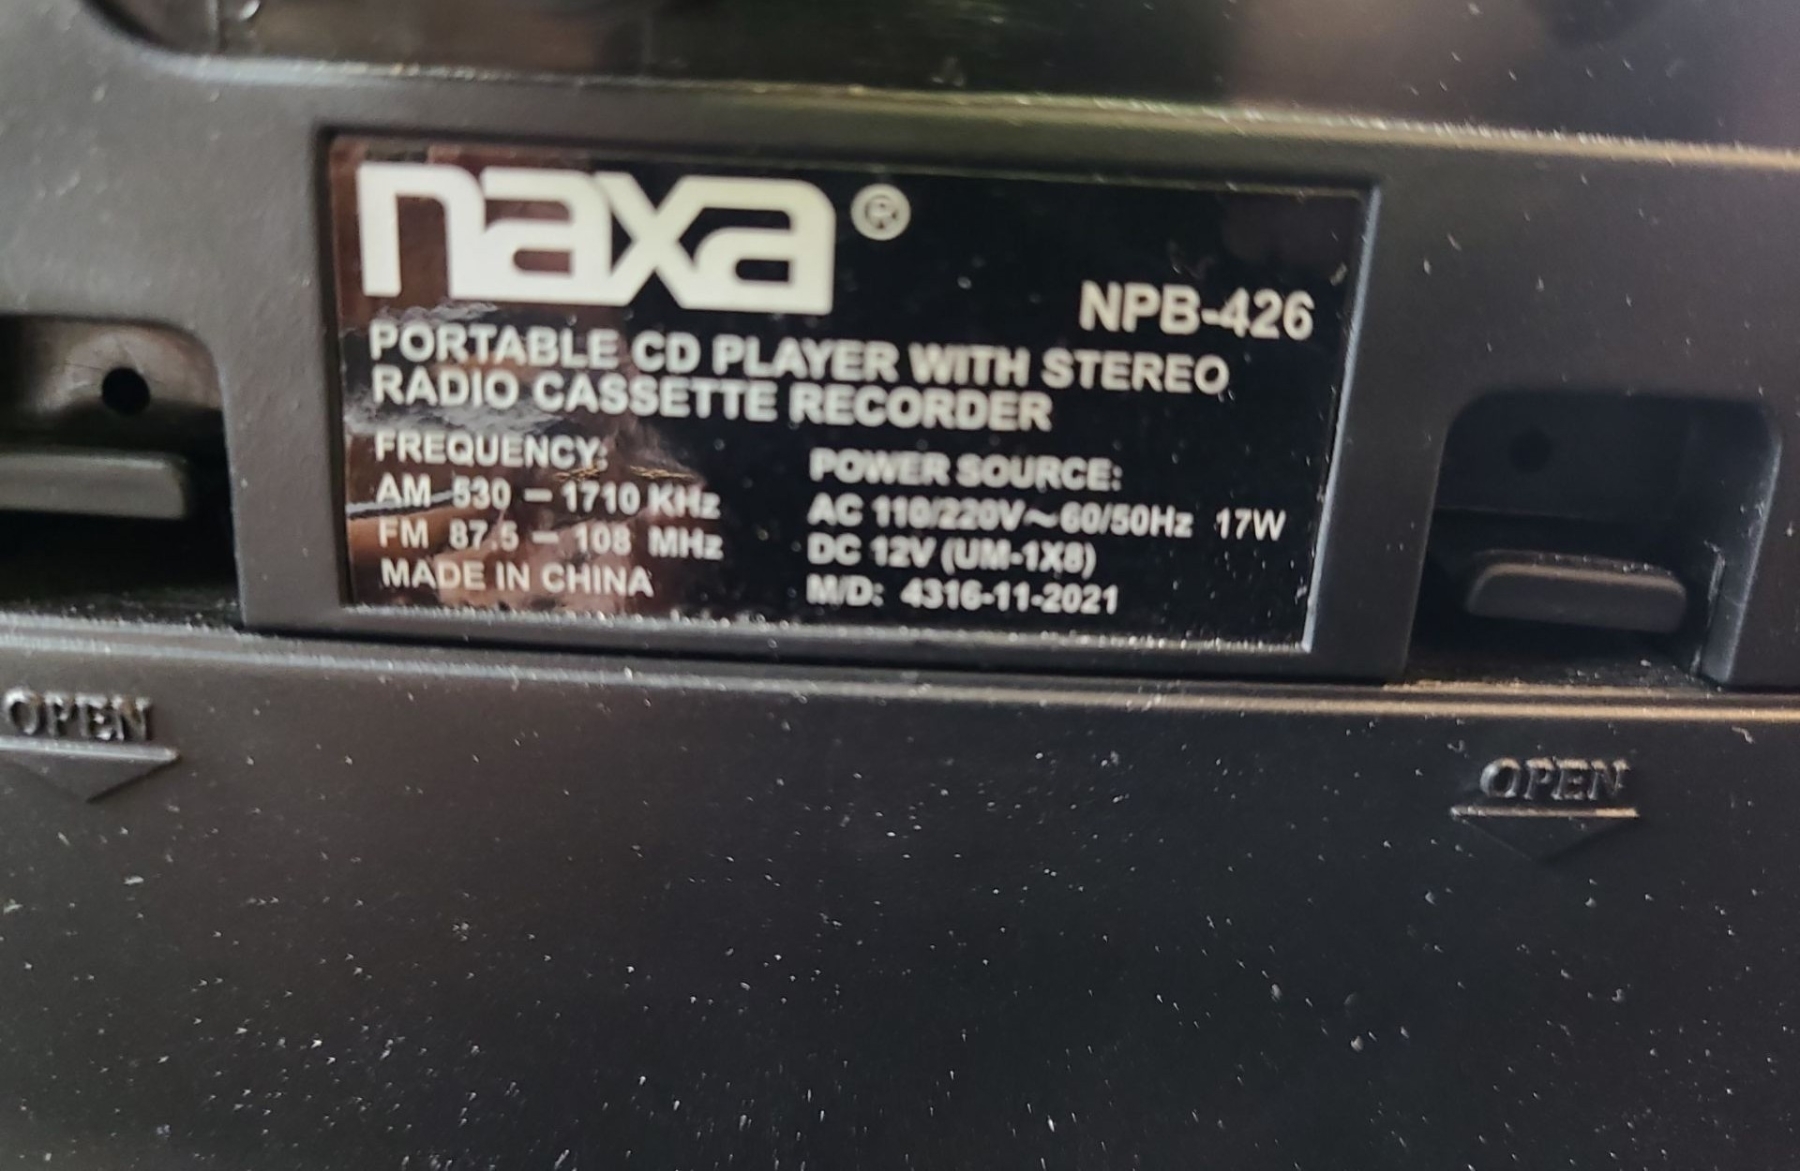 naxa®
NPB-426
PORTABLE CD PLAYER WITH STEREO
RADIO CASSETTE RECORDER
FREQUENCY:
AM 530 – 1710 KHz
FM 87.5 – 108 MHz
MADE IN CHINA
POWER SOURCE:
AC 110/220V~60/50Hz 17W
DC 12V (UM-1X8)
M/D: 4316-11-2021
OPEN
OPEN